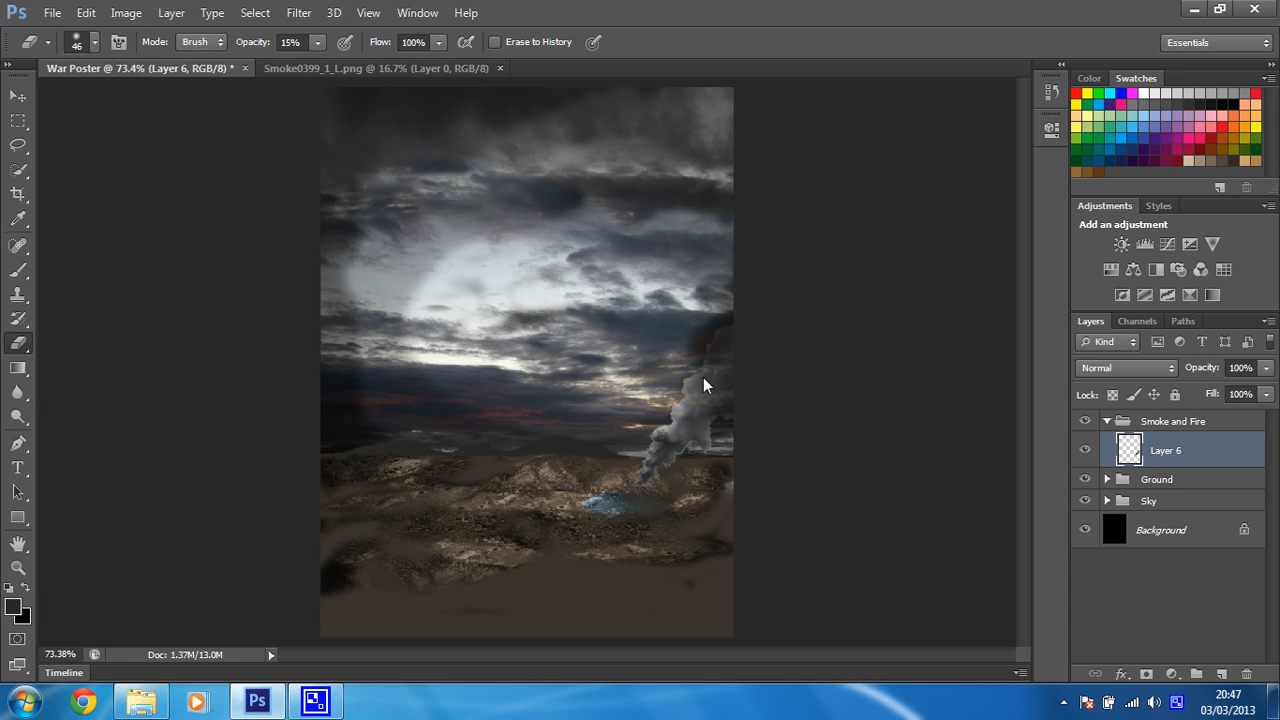 Ps File Edit Image Layer Type Select Filter 3D View Window Help
46 Mode: Brush Opacity: 15% Flow: 100% Erase to History Essentials
War Poster @ 73.4% (Layer 6, RGB/8) * × Smoke0399_1_L.png @ 16.7% (Layer 0, RGB/8) ×
Color Swatches
Adjustments Styles
Add an adjustment
Layers Channels Paths
Kind
Normal Opacity: 100%
Lock: Fill: 100%
Smoke and Fire
Layer 6
Ground
Sky
Background
73.38% Doc: 1.37M/13.0M
Timeline
Ps
20:47
03/03/2013